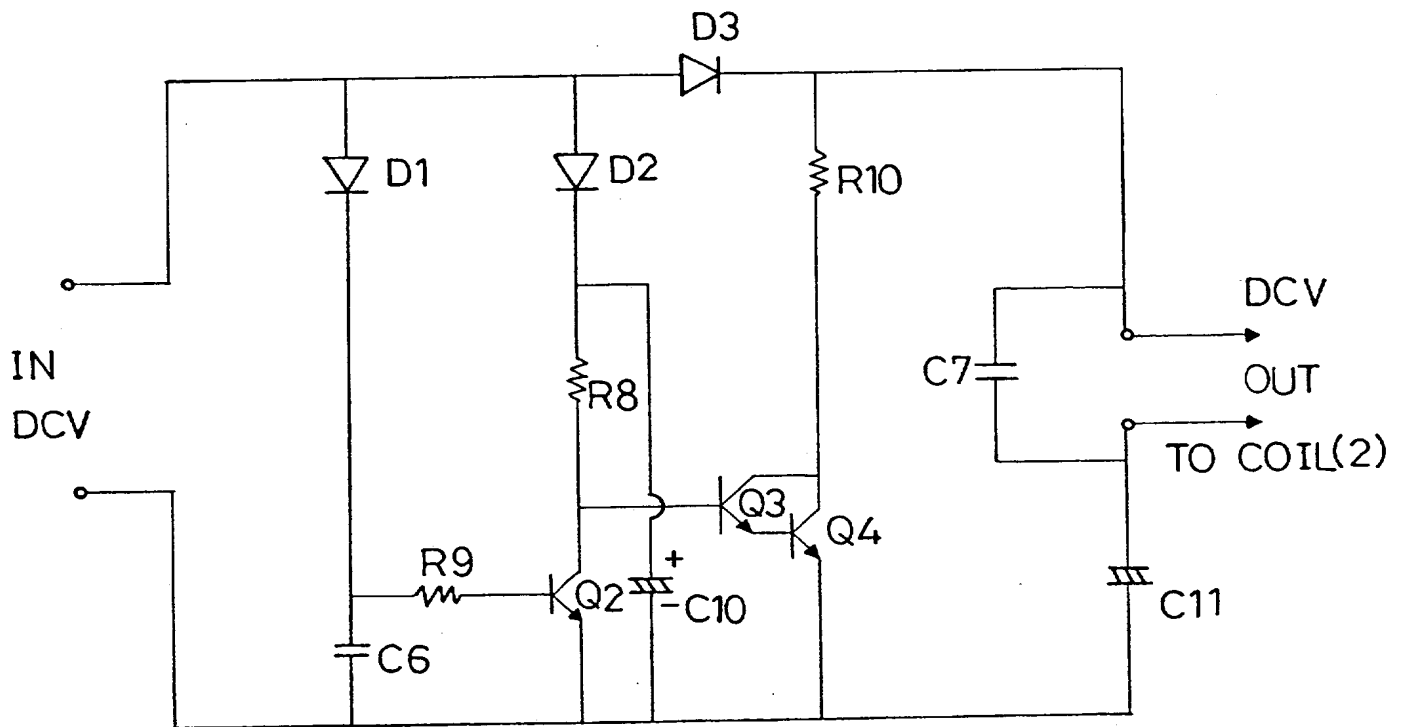 D3
D1
D2
R10
DCV
IN
DCV
R8
C7
OUT
TO COIL(2)
Q3
Q4
R9
+
Q2
-C10
C11
C6